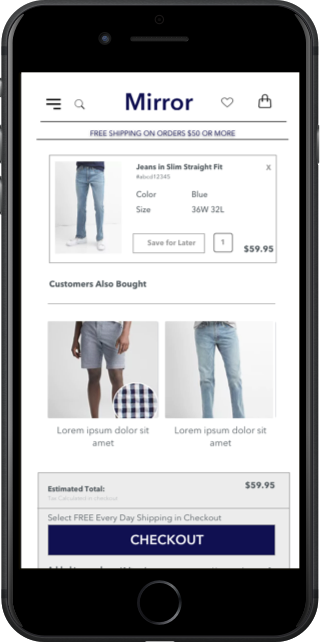 Mirror
FREE SHIPPING ON ORDERS $50 OR MORE
Jeans in Slim Straight Fit x
#abcd12345
Color Blue
Size 36W 32L
Save for Later 1 $59.95
Customers Also Bought
Lorem ipsum dolor sit
amet
Lorem ipsum dolor sit
amet
Estimated Total: $59.95
Tax Calculated in checkout
Select FREE Every Day Shipping in Checkout
CHECKOUT